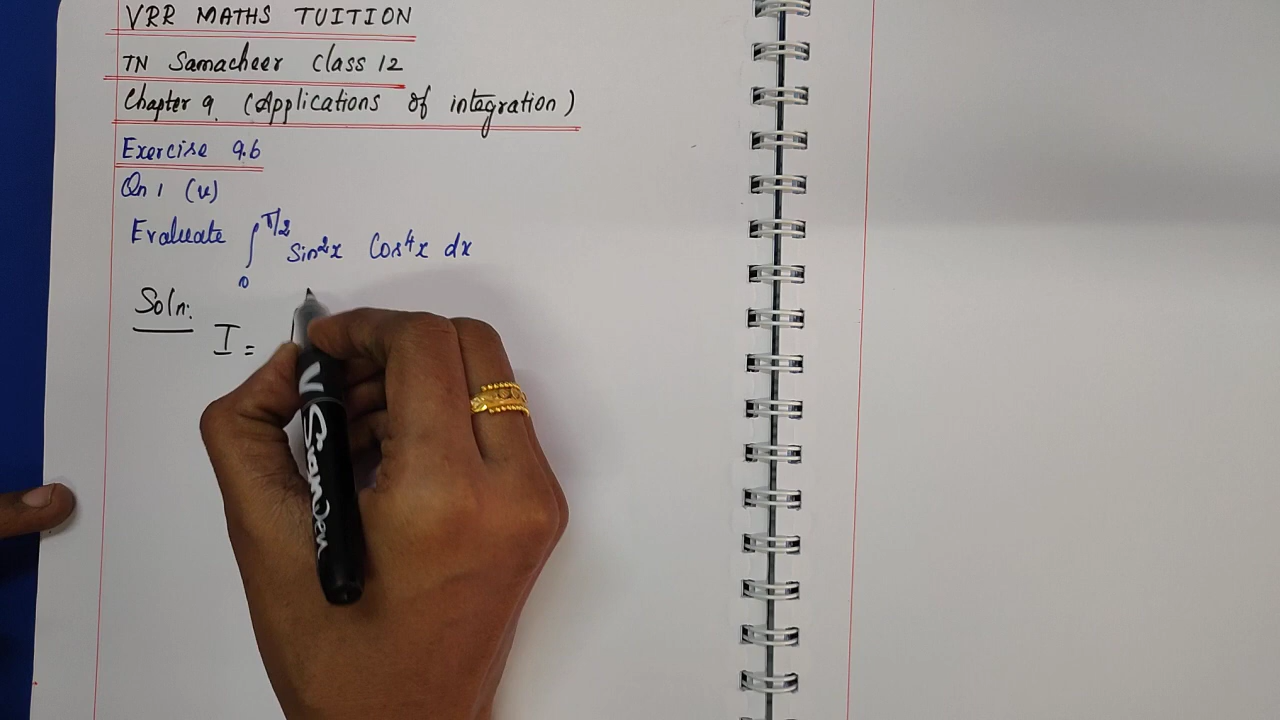 VRR MATHS TUITION
TN Samacheer Class 12
Chapter 9. (Applications of integration)
Exercise 9.6
Qn 1 (v)
Evaluate ∫₀^π/2 sin²x Cos⁴x dx
Soln:
I =